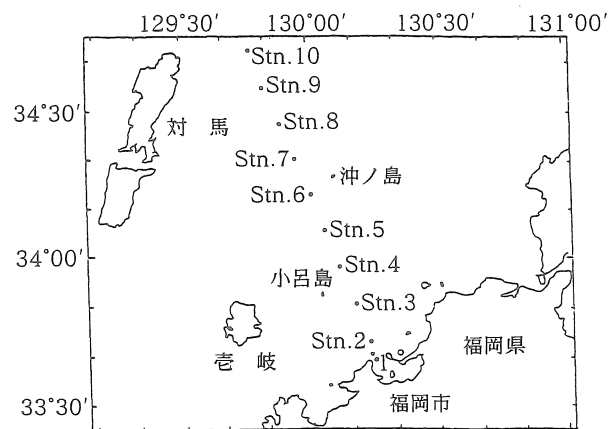 129°30′ 130°00′ 130°30′ 131°00′
Stn.10
Stn.9
34°30′
対馬
Stn.8
Stn.7
沖ノ島
Stn.6
Stn.5
34°00′
Stn.4
小呂島
Stn.3
Stn.2
福岡県
壱岐
1
福岡市
33°30′